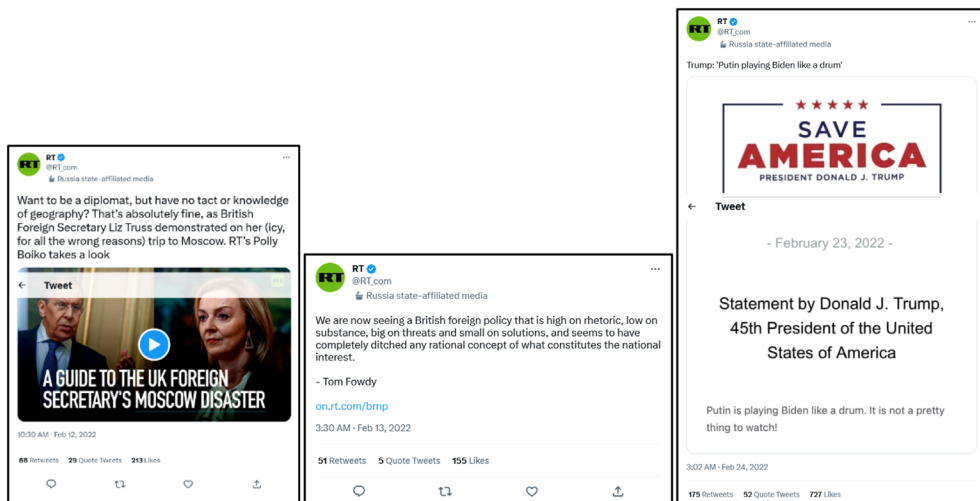 RT
@RT_com
Russia state-affiliated media
Want to be a diplomat, but have no tact or knowledge
of geography? That's absolutely fine, as British
Foreign Secretary Liz Truss demonstrated on her (icy,
for all the wrong reasons) trip to Moscow. RT's Polly
Boiko takes a look
← Tweet
RT
A GUIDE TO THE UK FOREIGN
SECRETARY'S MOSCOW DISASTER
10:30 AM · Feb 12, 2022
88 Retweets 29 Quote Tweets 213 Likes
RT
RT
@RT_com
Russia state-affiliated media
We are now seeing a British foreign policy that is high on rhetoric, low on
substance, big on threats and small on solutions, and seems to have
completely ditched any rational concept of what constitutes the national
interest.
- Tom Fowdy
on.rt.com/brnp
3:30 AM · Feb 13, 2022
51 Retweets 5 Quote Tweets 155 Likes
RT
RT
@RT_com
Russia state-affiliated media
Trump: 'Putin playing Biden like a drum'
SAVE
AMERICA
PRESIDENT DONALD J. TRUMP
← Tweet
- February 23, 2022 -
Statement by Donald J. Trump,
45th President of the United
States of America
Putin is playing Biden like a drum. It is not a pretty
thing to watch!
3:02 AM · Feb 24, 2022
175 Retweets 52 Quote Tweets 727 Likes
RT